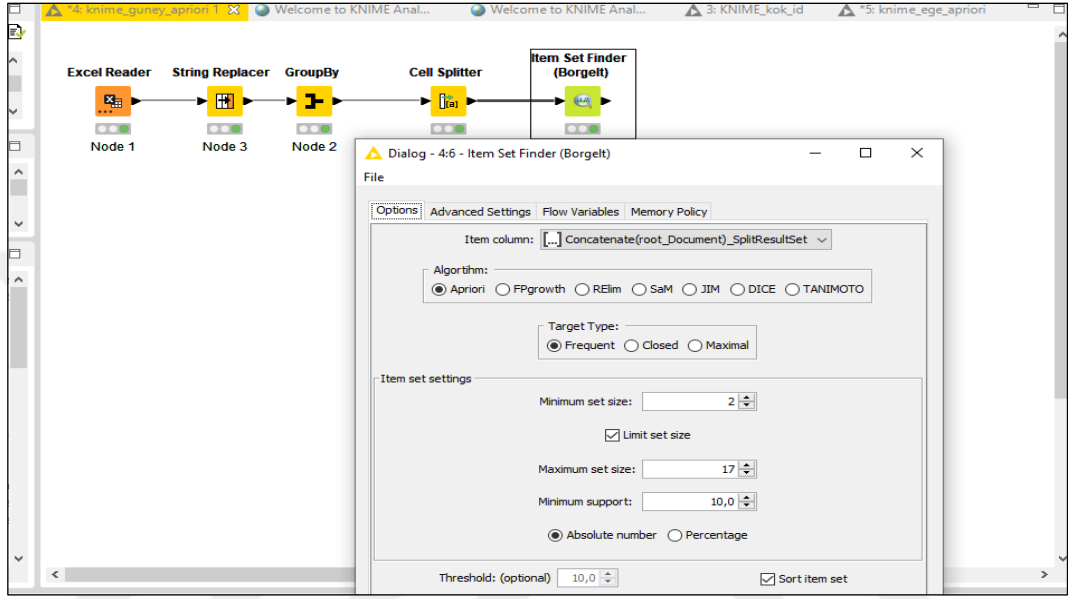 *4: knime_guney_apriori 1 Welcome to KNIME Anal... Welcome to KNIME Anal... 3: KNIME_kok_id *5: knime_ege_apriori
Item Set Finder
Excel Reader String Replacer GroupBy Cell Splitter (Borgelt)
Node 1 Node 3 Node 2
Dialog - 4:6 - Item Set Finder (Borgelt)
File
Options Advanced Settings Flow Variables Memory Policy
Item column: [...] Concatenate(root_Document)_SplitResultSet
Algortihm:
Apriori FPgrowth RElim SaM JIM DICE TANIMOTO
Target Type:
Frequent Closed Maximal
Item set settings
Minimum set size: 2
Limit set size
Maximum set size: 17
Minimum support: 10,0
Absolute number Percentage
Threshold: (optional) 10,0 Sort item set